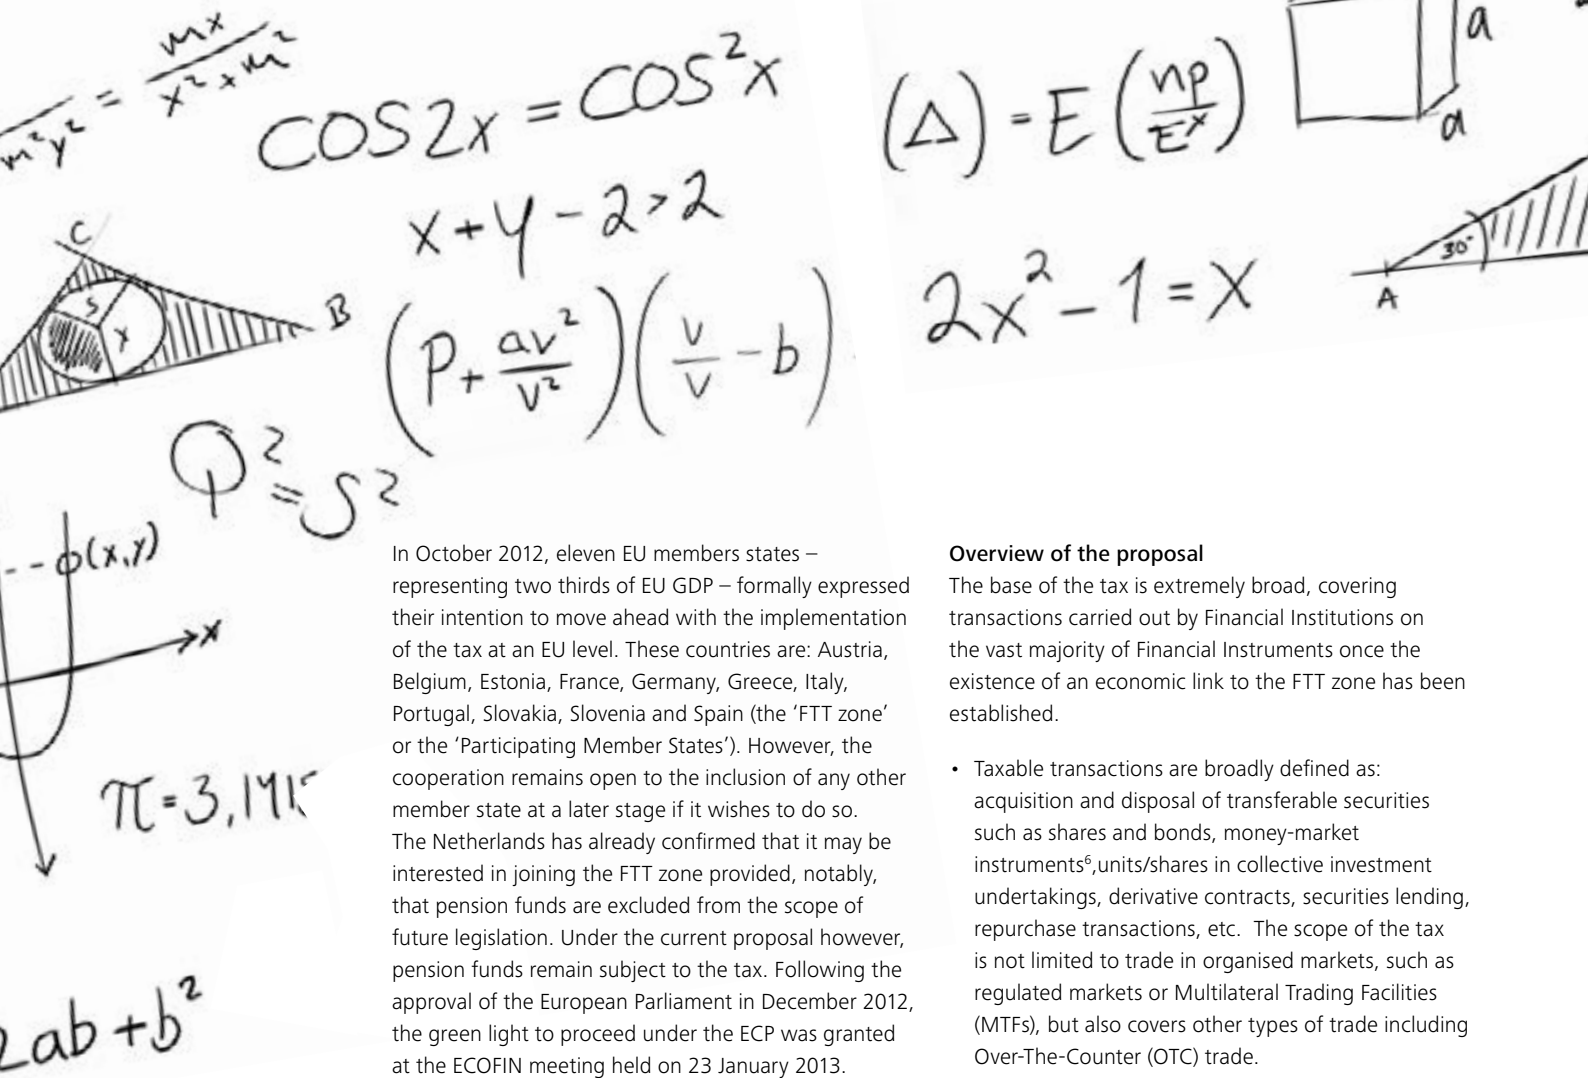 mx
m²y² = x² + m²
COS2x = COS²x
x + y - 2 > 2
(P + av²/v²)(v/v - b)
C
S
x
B
Q² = S²
(Δ) = E(np/Eˣ)
a
a
2x² - 1 = X
30°
A
φ(x,y)
x
π = 3,1415
2ab + b²
In October 2012, eleven EU members states –
representing two thirds of EU GDP – formally expressed
their intention to move ahead with the implementation
of the tax at an EU level. These countries are: Austria,
Belgium, Estonia, France, Germany, Greece, Italy,
Portugal, Slovakia, Slovenia and Spain (the ‘FTT zone’
or the ‘Participating Member States’). However, the
cooperation remains open to the inclusion of any other
member state at a later stage if it wishes to do so.
The Netherlands has already confirmed that it may be
interested in joining the FTT zone provided, notably,
that pension funds are excluded from the scope of
future legislation. Under the current proposal however,
pension funds remain subject to the tax. Following the
approval of the European Parliament in December 2012,
the green light to proceed under the ECP was granted
at the ECOFIN meeting held on 23 January 2013.
Overview of the proposal
The base of the tax is extremely broad, covering
transactions carried out by Financial Institutions on
the vast majority of Financial Instruments once the
existence of an economic link to the FTT zone has been
established.
• Taxable transactions are broadly defined as:
acquisition and disposal of transferable securities
such as shares and bonds, money-market
instruments⁶,units/shares in collective investment
undertakings, derivative contracts, securities lending,
repurchase transactions, etc.  The scope of the tax
is not limited to trade in organised markets, such as
regulated markets or Multilateral Trading Facilities
(MTFs), but also covers other types of trade including
Over-The-Counter (OTC) trade.